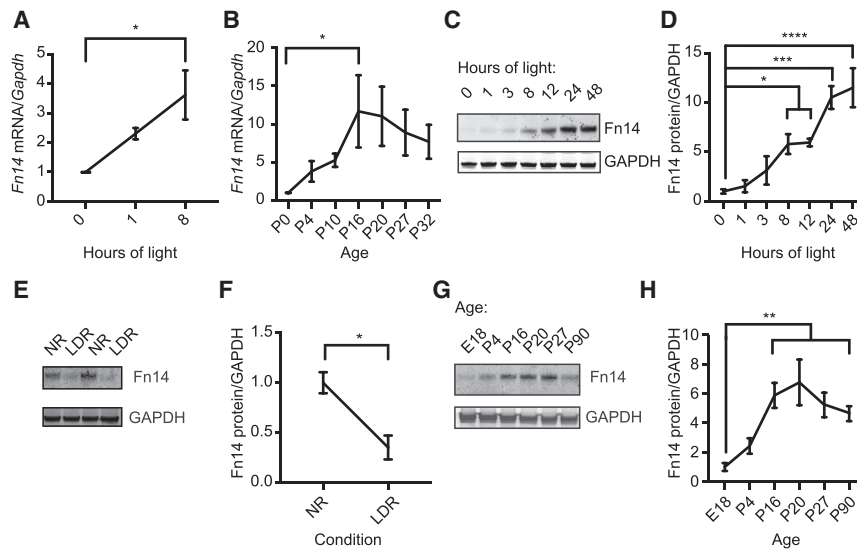 A
*
Fn14 mRNA/Gapdh
5
4
3
2
1
0
0 1 8
Hours of light
B
*
Fn14 mRNA/Gapdh
20
15
10
5
0
P0 P4 P10 P16 P20 P27 P32
Age
C
Hours of light:
0 1 3 8 12 24 48
Fn14
GAPDH
D
****
***
*
Fn14 protein/GAPDH
15
10
5
0
0 1 3 8 12 24 48
Hours of light
E
NR LDR NR LDR
Fn14
GAPDH
F
*
Fn14 protein/GAPDH
1.5
1.0
0.5
0.0
NR LDR
Condition
G
Age:
E18 P4 P16 P20 P27 P90
Fn14
GAPDH
H
**
Fn14 protein/GAPDH
10
8
6
4
2
0
E18 P4 P16 P20 P27 P90
Age